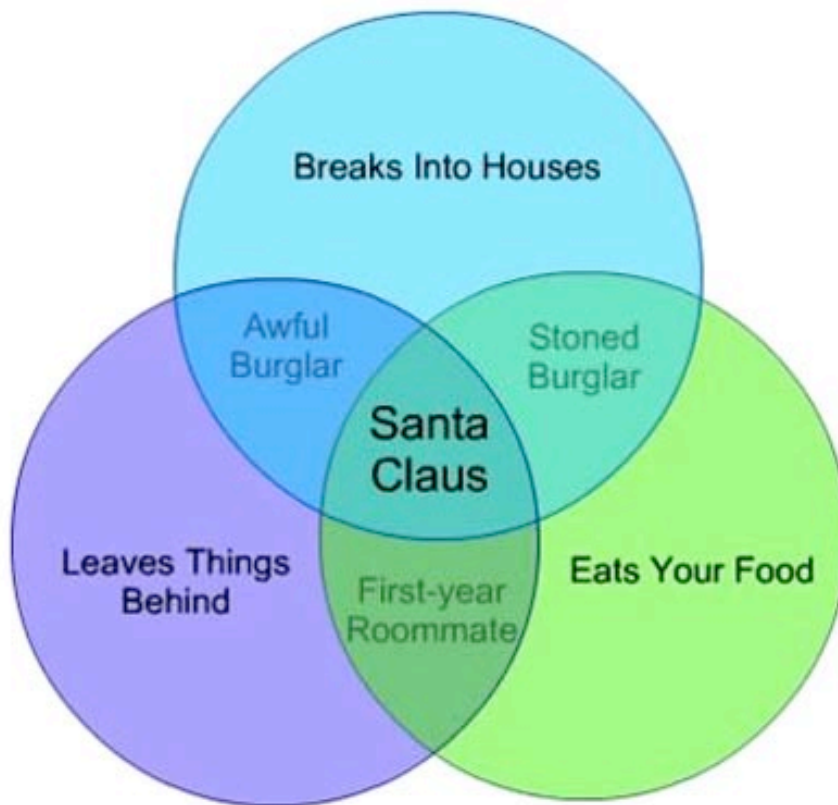 Breaks Into Houses
Awful
Burglar
Stoned
Burglar
Santa
Claus
Leaves Things
Behind
First-year
Roommate
Eats Your Food